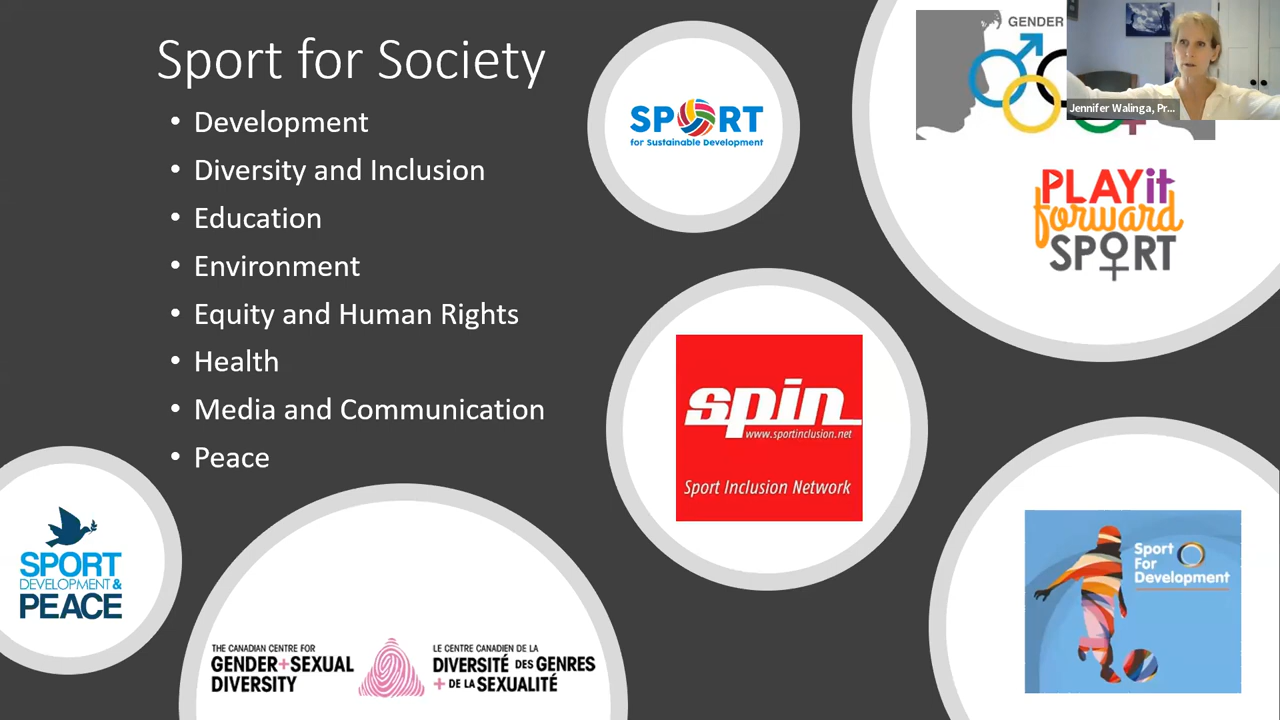 Sport for Society
• Development
• Diversity and Inclusion
• Education
• Environment
• Equity and Human Rights
• Health
• Media and Communication
• Peace
SPORT
for Sustainable Development
GENDER
Jennifer Walinga, Pr...
PLAYit
forward
SPORT
spin
www.sportinclusion.net
Sport Inclusion Network
SPORT
DEVELOPMENT &
PEACE
THE CANADIAN CENTRE FOR
GENDER+SEXUAL
DIVERSITY
LE CENTRE CANADIEN DE LA
DIVERSITÉ DES GENRES
+ DE LA SEXUALITÉ
Sport
For
Development